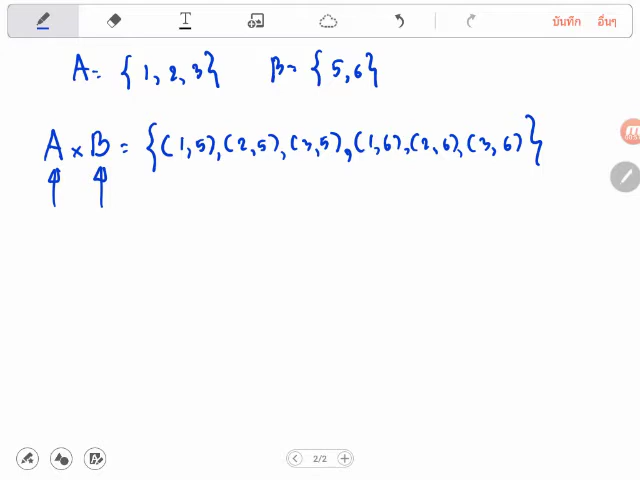 บันทึก อื่นๆ
A = { 1, 2, 3 } B = { 5, 6 }
A × B = { ( 1, 5 ), ( 2, 5 ), ( 3, 5 ), ( 1, 6 ), ( 2, 6 ), ( 3, 6 ) }
2/2